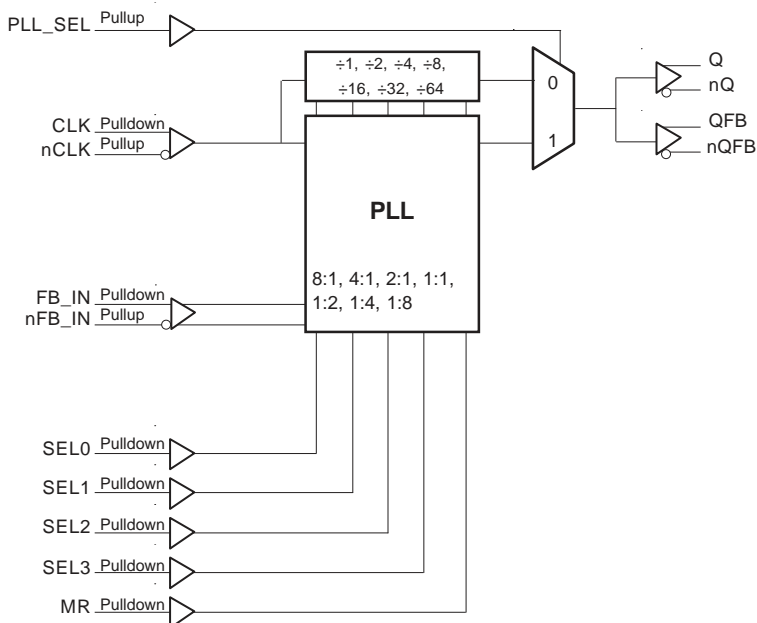 PLL_SEL Pullup
÷1, ÷2, ÷4, ÷8,
÷16, ÷32, ÷64
0
1
Q
nQ
QFB
nQFB
CLK Pulldown
nCLK Pullup
PLL
8:1, 4:1, 2:1, 1:1,
1:2, 1:4, 1:8
FB_IN Pulldown
nFB_IN Pullup
SEL0 Pulldown
SEL1 Pulldown
SEL2 Pulldown
SEL3 Pulldown
MR Pulldown